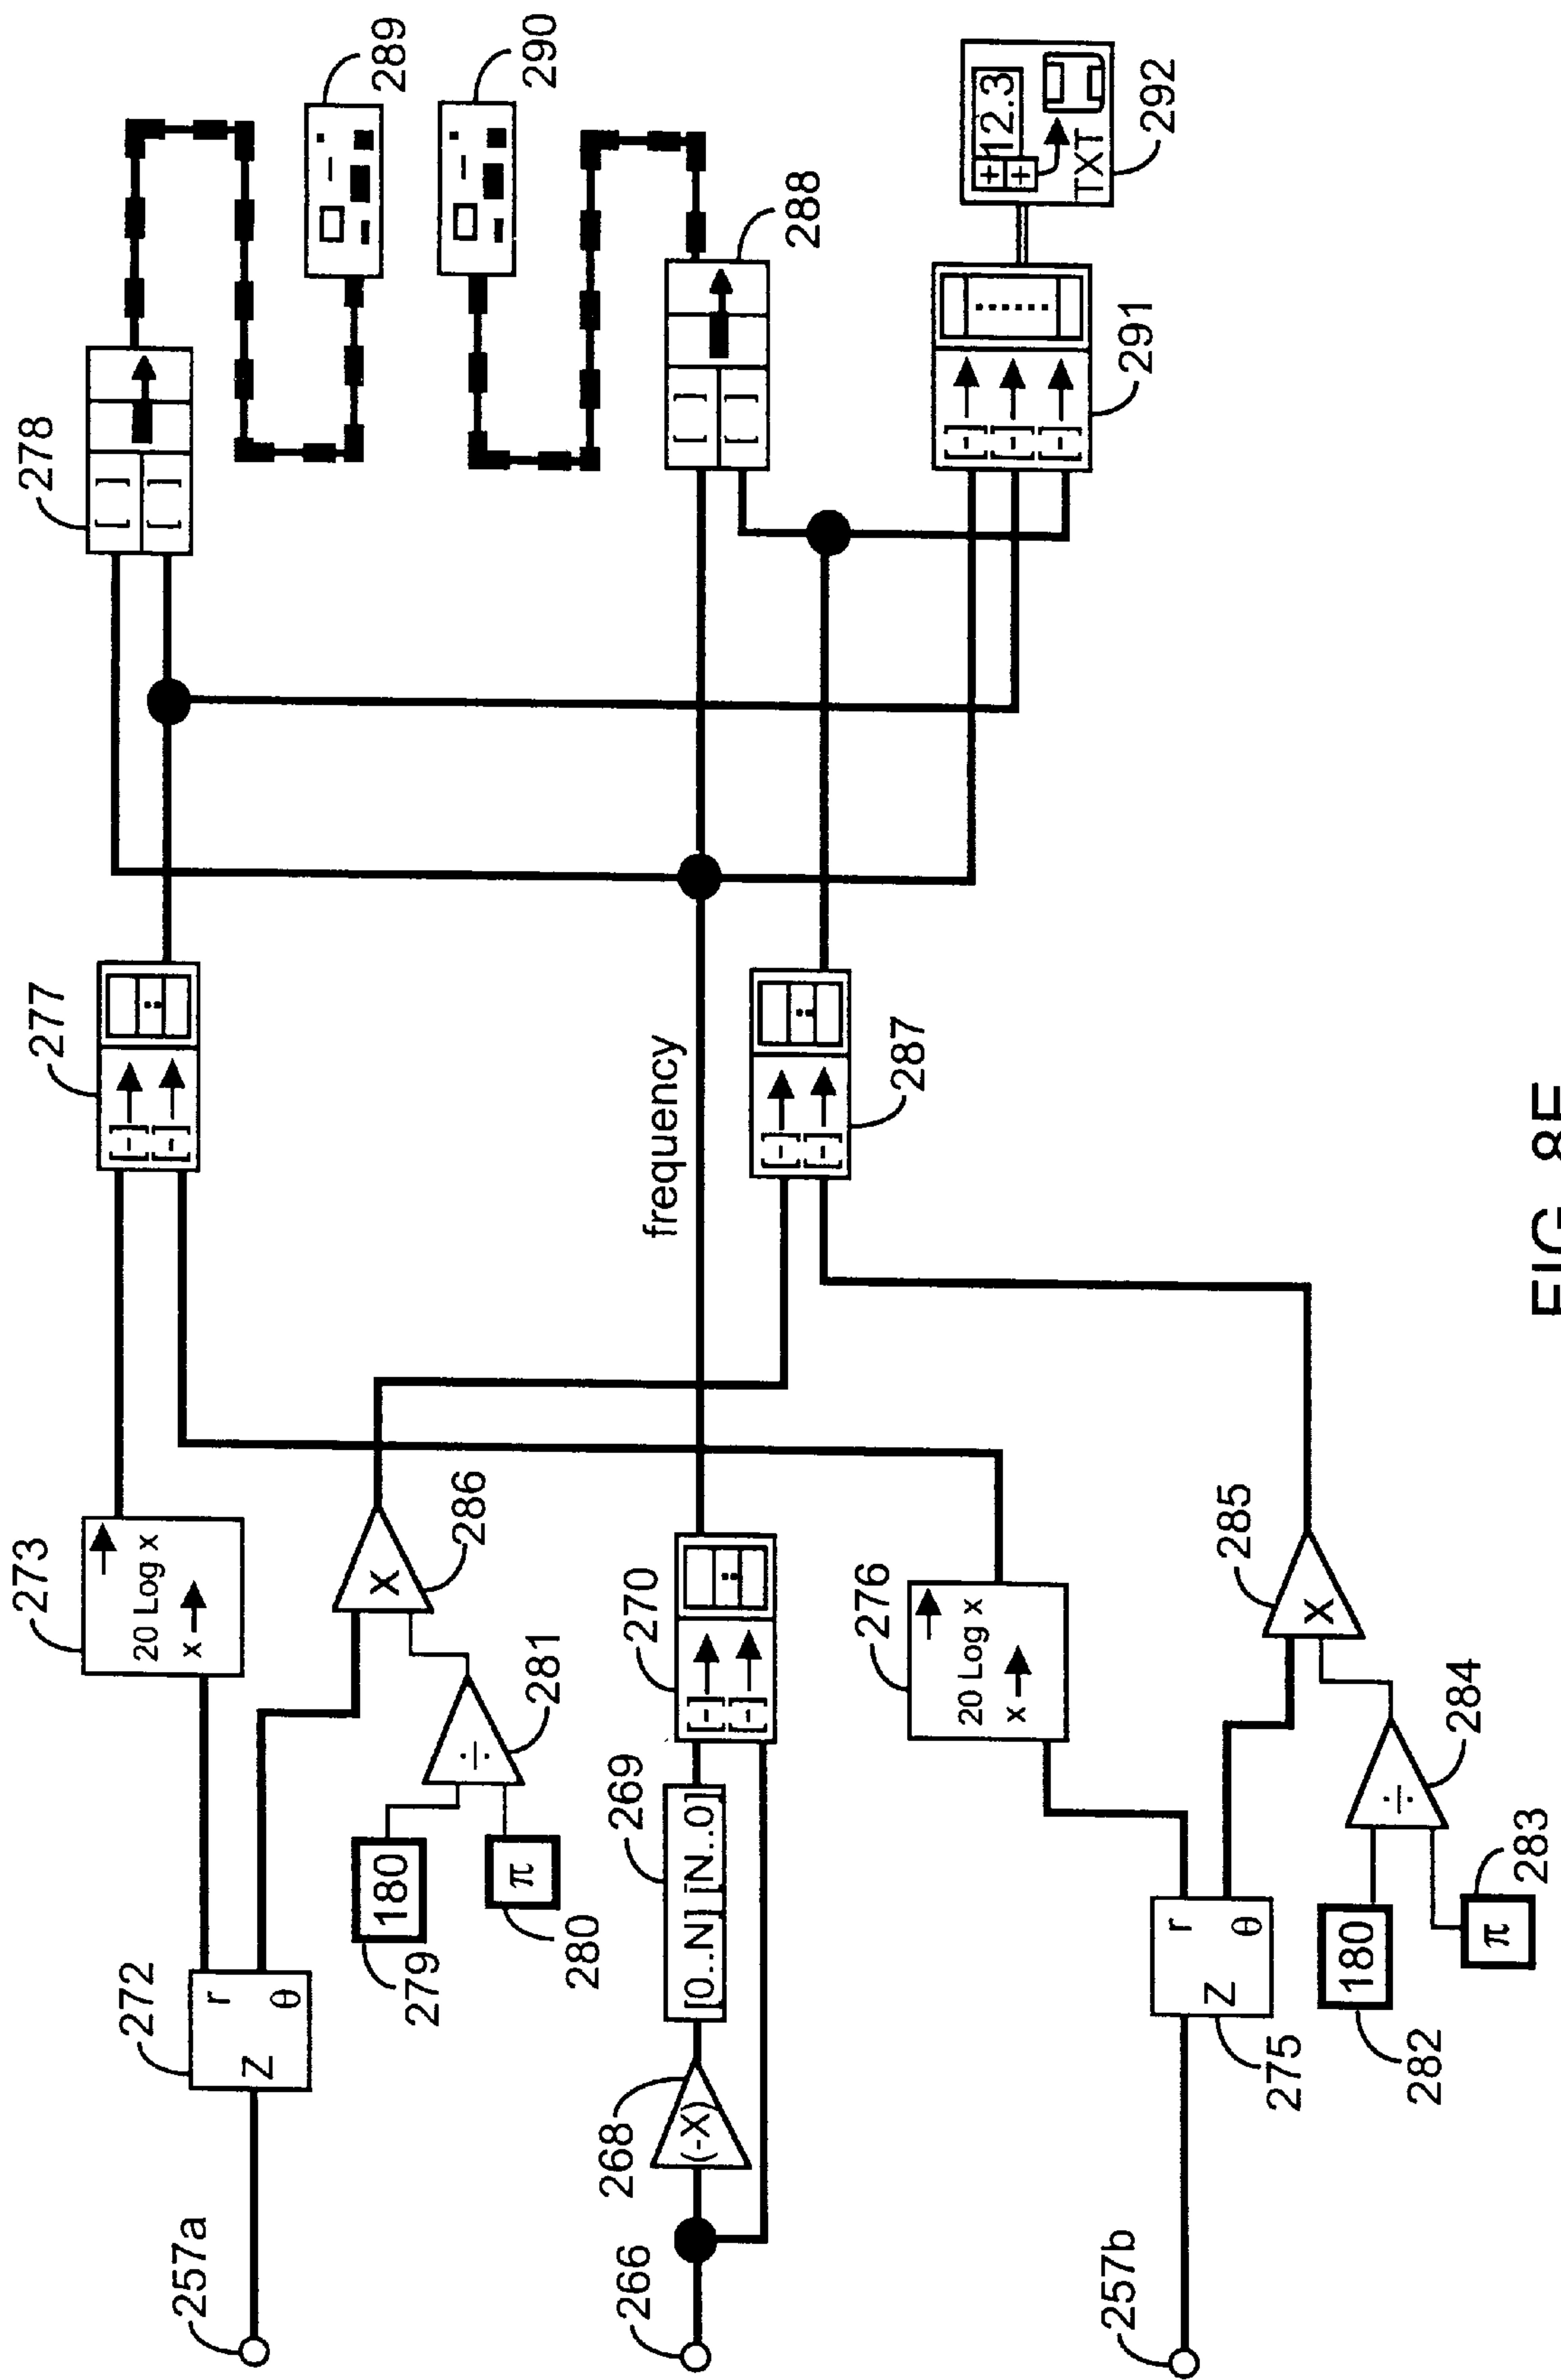 278
289
290
277
273
20 Log x
x
272
r
Z
θ
257a
286
X
281
÷
180
279
π
280
frequency
[ ]
[ ]
[-]
[-]
288
[ ]
[ ]
270
[-]
[-]
269
[0..N] [N..0]
268
(-X)
266
287
[-]
[-]
291
[-]
[-]
[-]
12.3
+
+
TXT
292
276
20 Log x
x
285
X
284
÷
283
π
180
282
r
Z
θ
275
257b